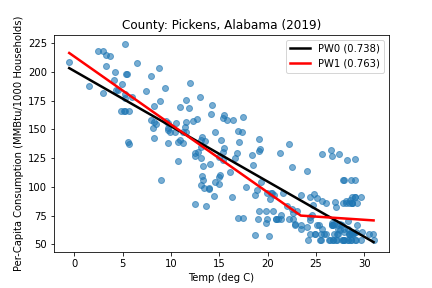 County: Pickens, Alabama (2019)
PW0 (0.738)
PW1 (0.763)
Per-Capita Consumption (MMBtu/1000 Households)
225
200
175
150
125
100
75
50
0 5 10 15 20 25 30
Temp (deg C)